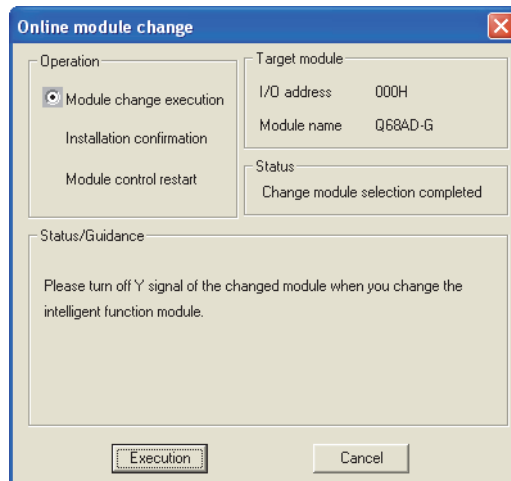 Online module change
Operation
Module change execution
Installation confirmation
Module control restart
Target module
I/O address 000H
Module name Q68AD-G
Status
Change module selection completed
Status/Guidance
Please turn off Y signal of the changed module when you change the
intelligent function module.
Execution
Cancel